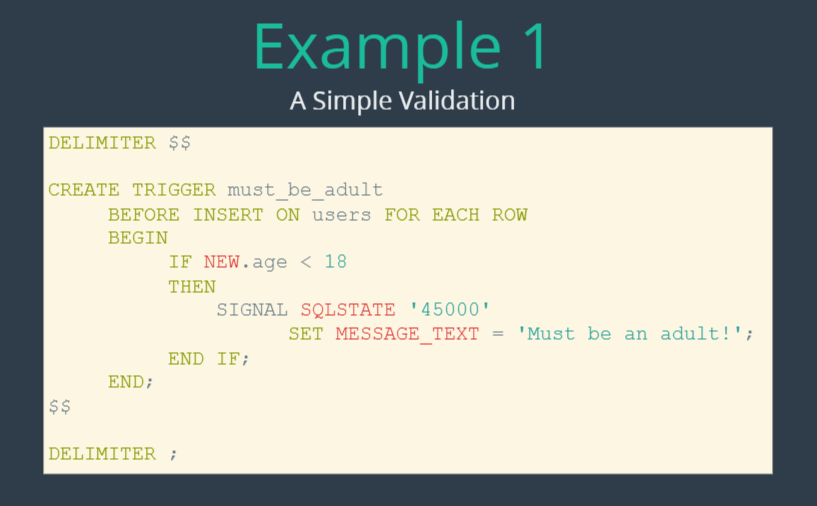 Example 1
A Simple Validation
DELIMITER $$
CREATE TRIGGER must_be_adult
BEFORE INSERT ON users FOR EACH ROW
BEGIN
IF NEW.age < 18
THEN
SIGNAL SQLSTATE '45000'
SET MESSAGE_TEXT = 'Must be an adult!';
END IF;
END;
$$
DELIMITER ;